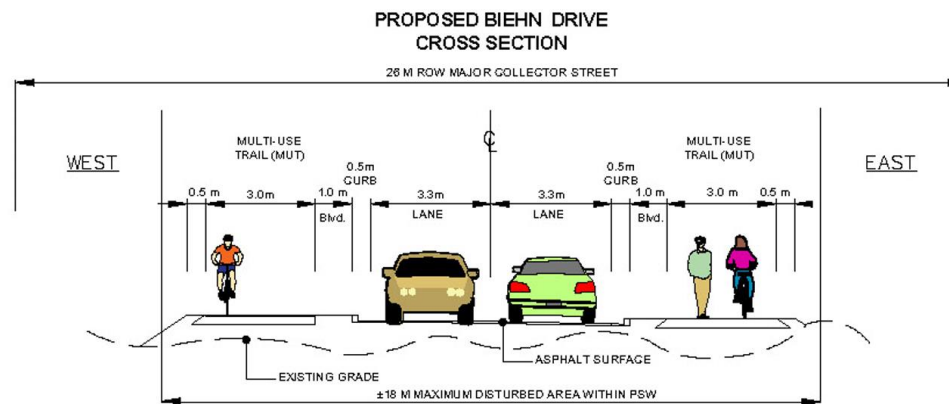 PROPOSED BIEHN DRIVE
CROSS SECTION
26 M ROW MAJOR COLLECTOR STREET
WEST
MULTI-USE
TRAIL (MUT)
℄
MULTI-USE
TRAIL (MUT)
EAST
0.5 m
3.0m
1.0 m
Blvd.
0.5m
CURB
3.3m
LANE
3.3m
LANE
0.5m
CURB
1.0 m
Blvd.
3.0 m
0.5m
EXISTING GRADE
ASPHALT SURFACE
±18 M MAXIMUM DISTURBED AREA WITHIN PSW